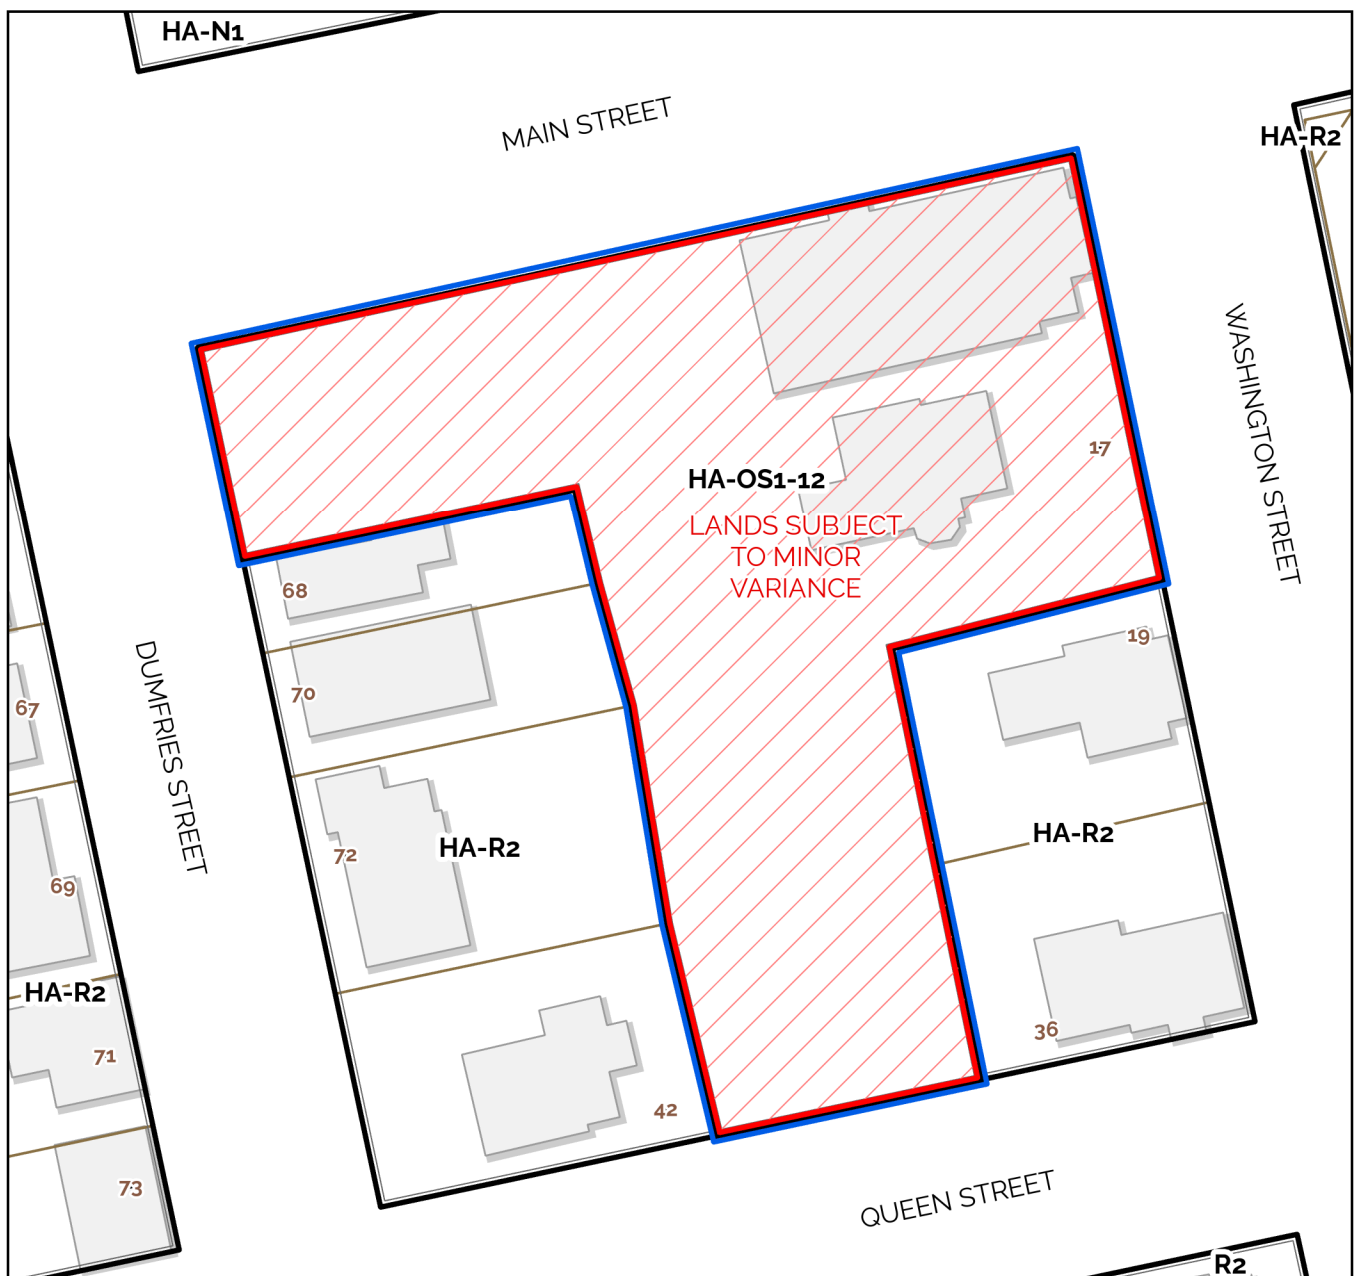 HA-N1
MAIN STREET
HA-R2
WASHINGTON STREET
17
HA-OS1-12
LANDS SUBJECT
TO MINOR
VARIANCE
68
19
DUMFRIES STREET
70
67
HA-R2
HA-R2
72
69
HA-R2
36
71
42
73
QUEEN STREET
R2